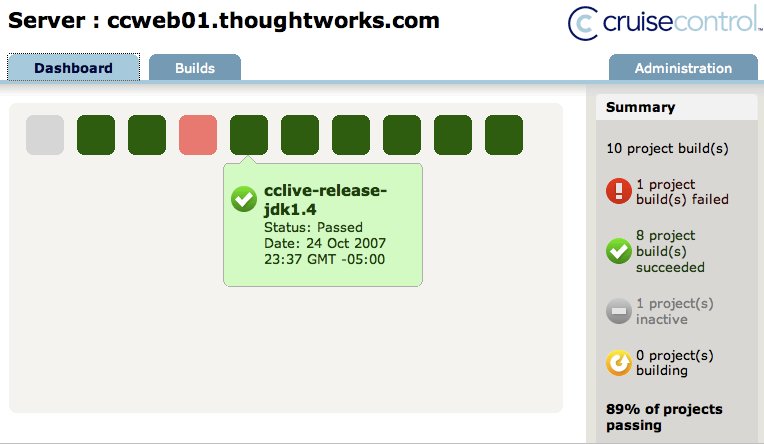 Server : ccweb01.thoughtworks.com
cruisecontrol™
Dashboard
Builds
Administration
cclive-release-
jdk1.4
Status: Passed
Date: 24 Oct 2007
23:37 GMT -05:00
Summary
10 project build(s)
1 project
build(s) failed
8 project
build(s)
succeeded
1 project(s)
inactive
0 project(s)
building
89% of projects
passing